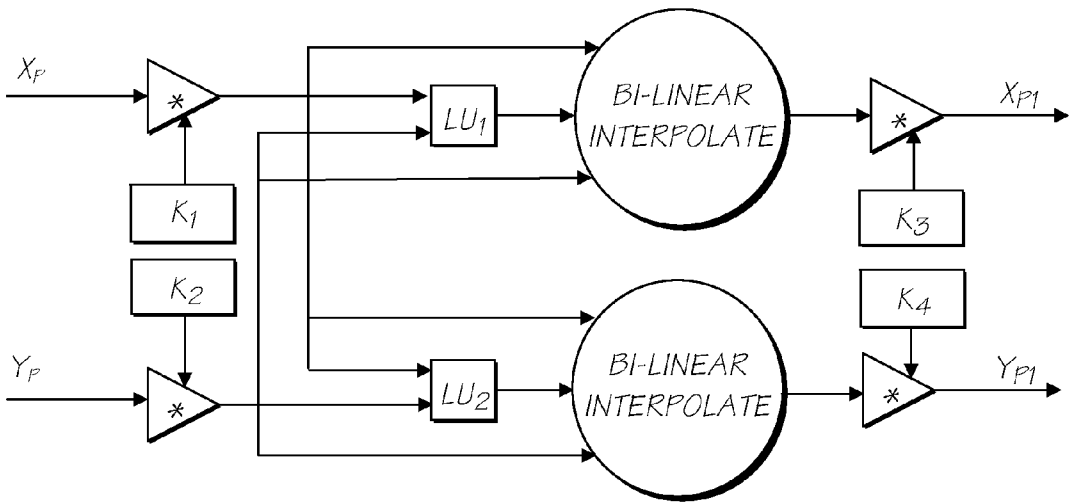 X_P
*
K_1
LU_1
BI-LINEAR
INTERPOLATE
*
X_P1
K_3
K_2
Y_P
*
LU_2
BI-LINEAR
INTERPOLATE
K_4
*
Y_P1